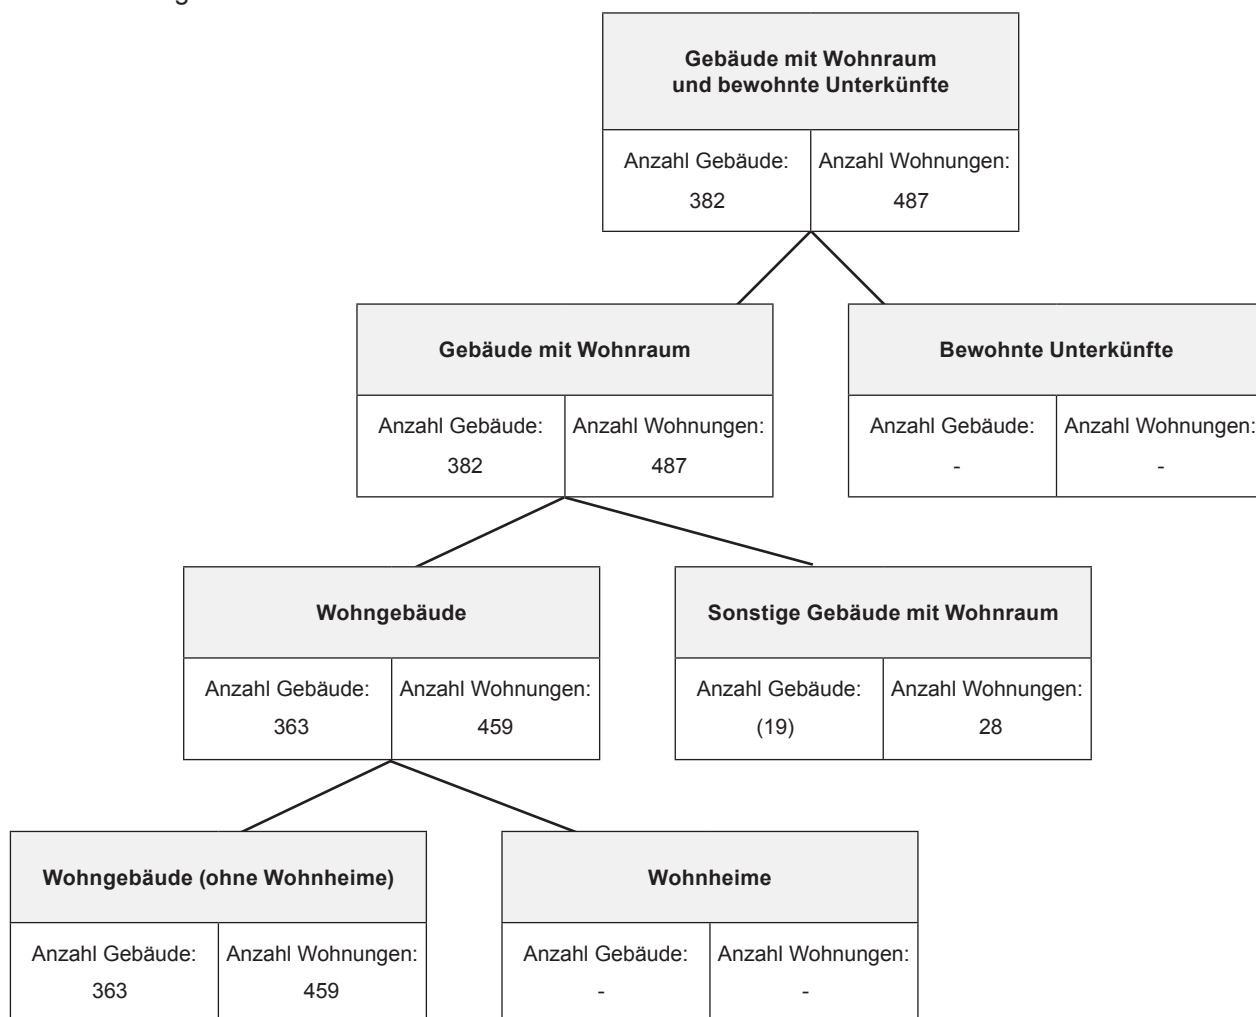 Gebäude mit Wohnraum
und bewohnte Unterkünfte
Anzahl Gebäude:
382
Anzahl Wohnungen:
487
Gebäude mit Wohnraum
Anzahl Gebäude:
382
Anzahl Wohnungen:
487
Bewohnte Unterkünfte
Anzahl Gebäude:
-
Anzahl Wohnungen:
-
Wohngebäude
Anzahl Gebäude:
363
Anzahl Wohnungen:
459
Sonstige Gebäude mit Wohnraum
Anzahl Gebäude:
(19)
Anzahl Wohnungen:
28
Wohngebäude (ohne Wohnheime)
Anzahl Gebäude:
363
Anzahl Wohnungen:
459
Wohnheime
Anzahl Gebäude:
-
Anzahl Wohnungen:
-